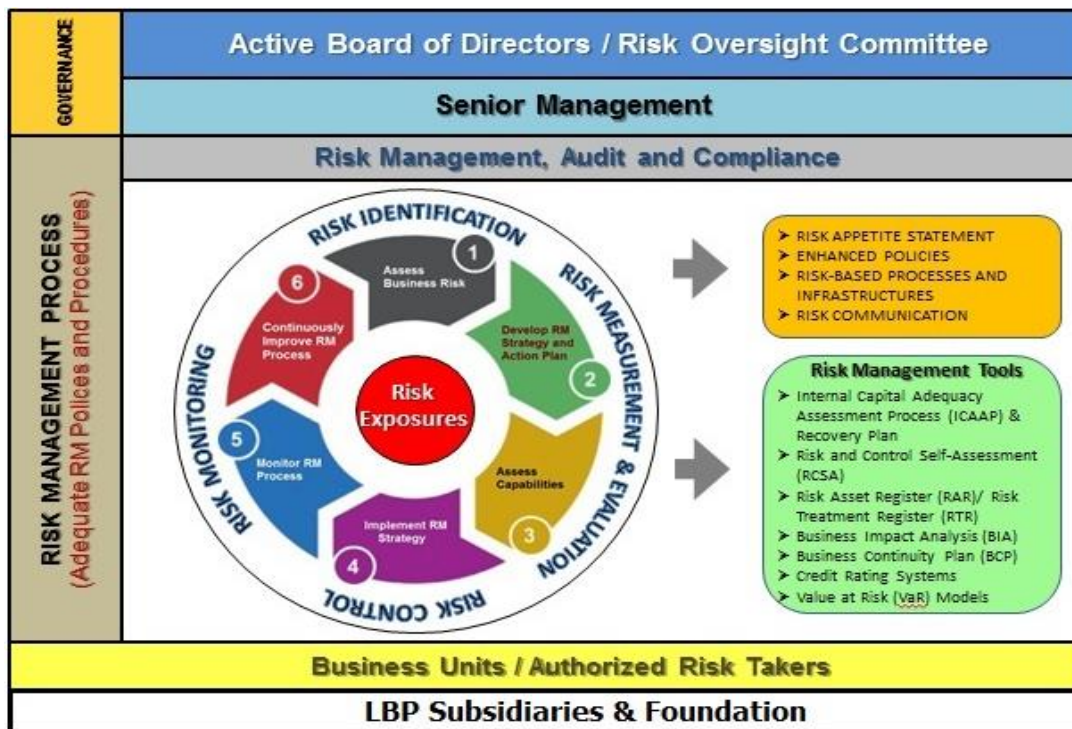 GOVERNANCE
Active Board of Directors / Risk Oversight Committee
Senior Management
RISK MANAGEMENT PROCESS
(Adequate RM Polices and Procedures)
Risk Management, Audit and Compliance
RISK IDENTIFICATION
RISK MEASUREMENT & EVALUATION
RISK CONTROL
RISK MONITORING
1
Assess
Business Risk
Develop RM
Strategy and
Action Plan
2
Assess
Capabilities
3
Implement RM
Strategy
4
5
Monitor RM
Process
6
Continuously
Improve RM
Process
Risk
Exposures
➢ RISK APPETITE STATEMENT
➢ ENHANCED POLICIES
➢ RISK-BASED PROCESSES AND
INFRASTRUCTURES
➢ RISK COMMUNICATION
Risk Management Tools
➢ Internal Capital Adequacy
Assessment Process (ICAAP) &
Recovery Plan
➢ Risk and Control Self-Assessment
(RCSA)
➢ Risk Asset Register (RAR)/ Risk
Treatment Register (RTR)
➢ Business Impact Analysis (BIA)
➢ Business Continuity Plan (BCP)
➢ Credit Rating Systems
➢ Value at Risk (VaR) Models
Business Units / Authorized Risk Takers
LBP Subsidiaries & Foundation